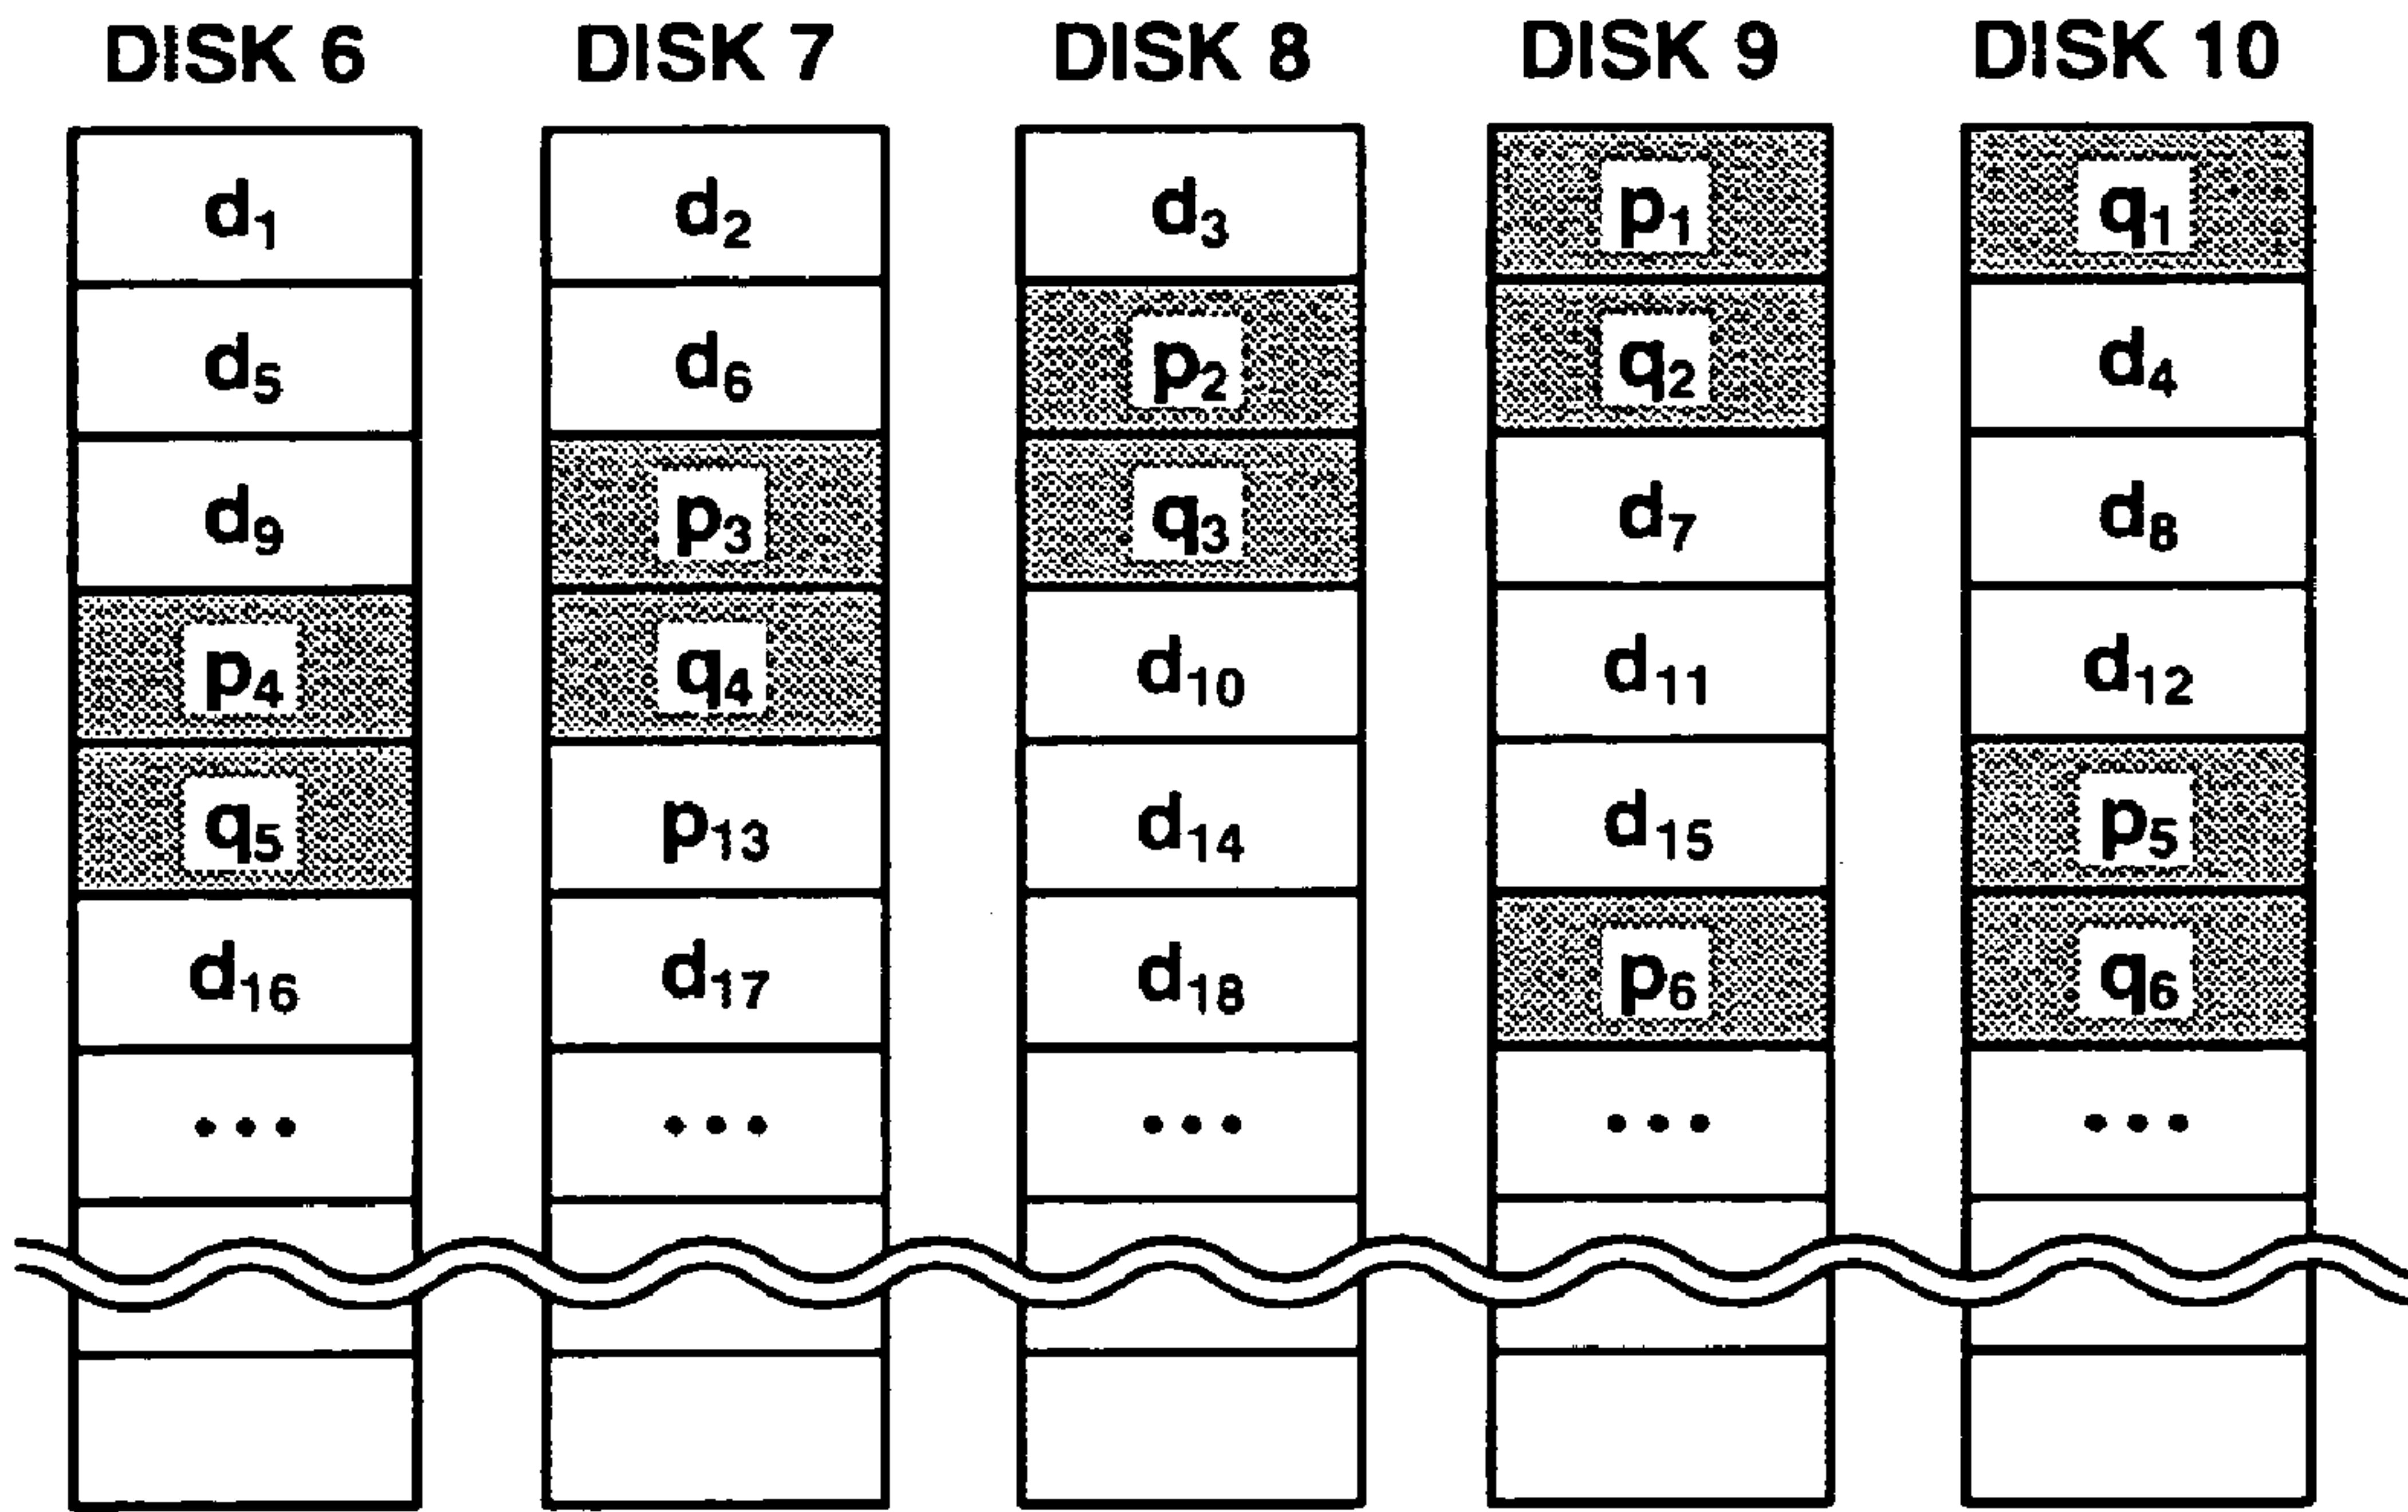 DISK 6 DISK 7 DISK 8 DISK 9 DISK 10
d1 d2 d3 p1 q1
d5 d6 p2 q2 d4
d9 p3 q3 d7 d8
p4 q4 d10 d11 d12
q5 p13 d14 d15 p5
d16 d17 d18 p6 q6
... ... ... ... ...